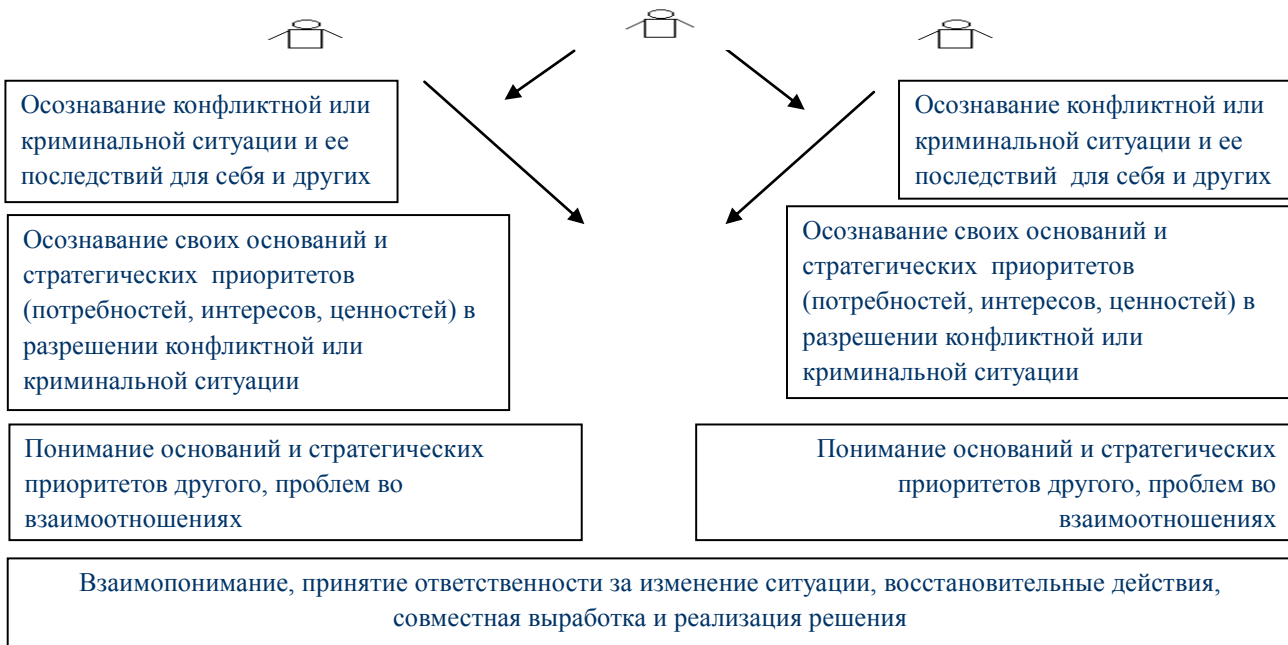 Осознавание конфликтной или
криминальной ситуации и ее
последствий для себя и других
Осознавание конфликтной или
криминальной ситуации и ее
последствий для себя и других
Осознавание своих оснований и
стратегических приоритетов
(потребностей, интересов, ценностей) в
разрешении конфликтной или
криминальной ситуации
Осознавание своих оснований и
стратегических приоритетов
(потребностей, интересов, ценностей) в
разрешении конфликтной или
криминальной ситуации
Понимание оснований и стратегических
приоритетов другого, проблем во
взаимоотношениях
Понимание оснований и стратегических
приоритетов другого, проблем во
взаимоотношениях
Взаимопонимание, принятие ответственности за изменение ситуации, восстановительные действия,
совместная выработка и реализация решения